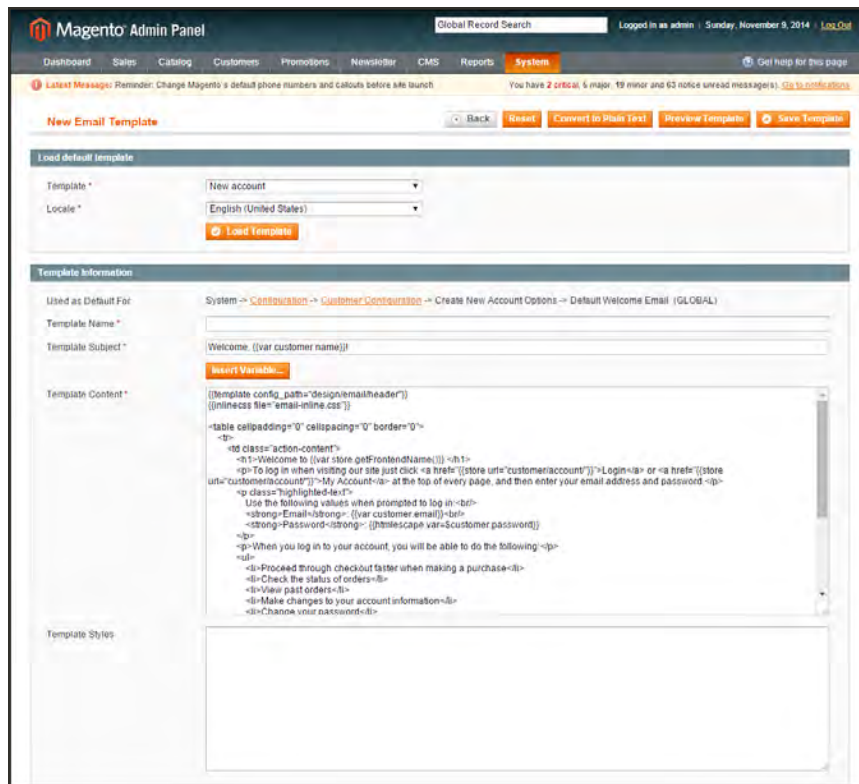 Magento Admin Panel
Global Record Search
Logged in as admin | Sunday, November 9, 2014 | Log Out
Dashboard Sales Catalog Customers Promotions Newsletter CMS Reports System
Get help for this page
Latest Message: Reminder: Change Magento's default phone numbers and callouts before site launch
You have 2 critical, 6 major, 19 minor and 63 notice unread message(s). Go to notifications
New Email Template
Back Reset Convert to Plain Text Preview Template Save Template
Load default template
Template * New account
Locale * English (United States)
Load Template
Template Information
Used as Default For System -> Configuration -> Customer Configuration -> Create New Account Options -> Default Welcome Email (GLOBAL)
Template Name *
Template Subject * Welcome, {{var customer.name}}!
Insert Variable...
Template Content *
{{template config_path="design/email/header"}}
{{inlinecss file="email-inline.css"}}
<table cellpadding="0" cellspacing="0" border="0">
<tr>
<td class="action-content">
<h1>Welcome to {{var store.getFrontendName()}}.</h1>
<p>To log in when visiting our site just click <a href="{{store url="customer/account/"}}">Login</a> or <a href="{{store
url="customer/account/"}}">My Account</a> at the top of every page, and then enter your email address and password.</p>
<p class="highlighted-text">
Use the following values when prompted to log in:<br/>
<strong>Email</strong>: {{var customer.email}}<br/>
<strong>Password</strong>: {{htmlescape var=$customer.password}}
</p>
<p>When you log in to your account, you will be able to do the following:</p>
<ul>
<li>Proceed through checkout faster when making a purchase</li>
<li>Check the status of orders</li>
<li>View past orders</li>
<li>Make changes to your account information</li>
<li>Change your password</li>
Template Styles